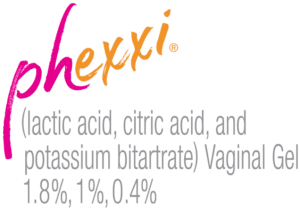 phexxi®
(lactic acid, citric acid, and
potassium bitartrate) Vaginal Gel
1.8%, 1%, 0.4%